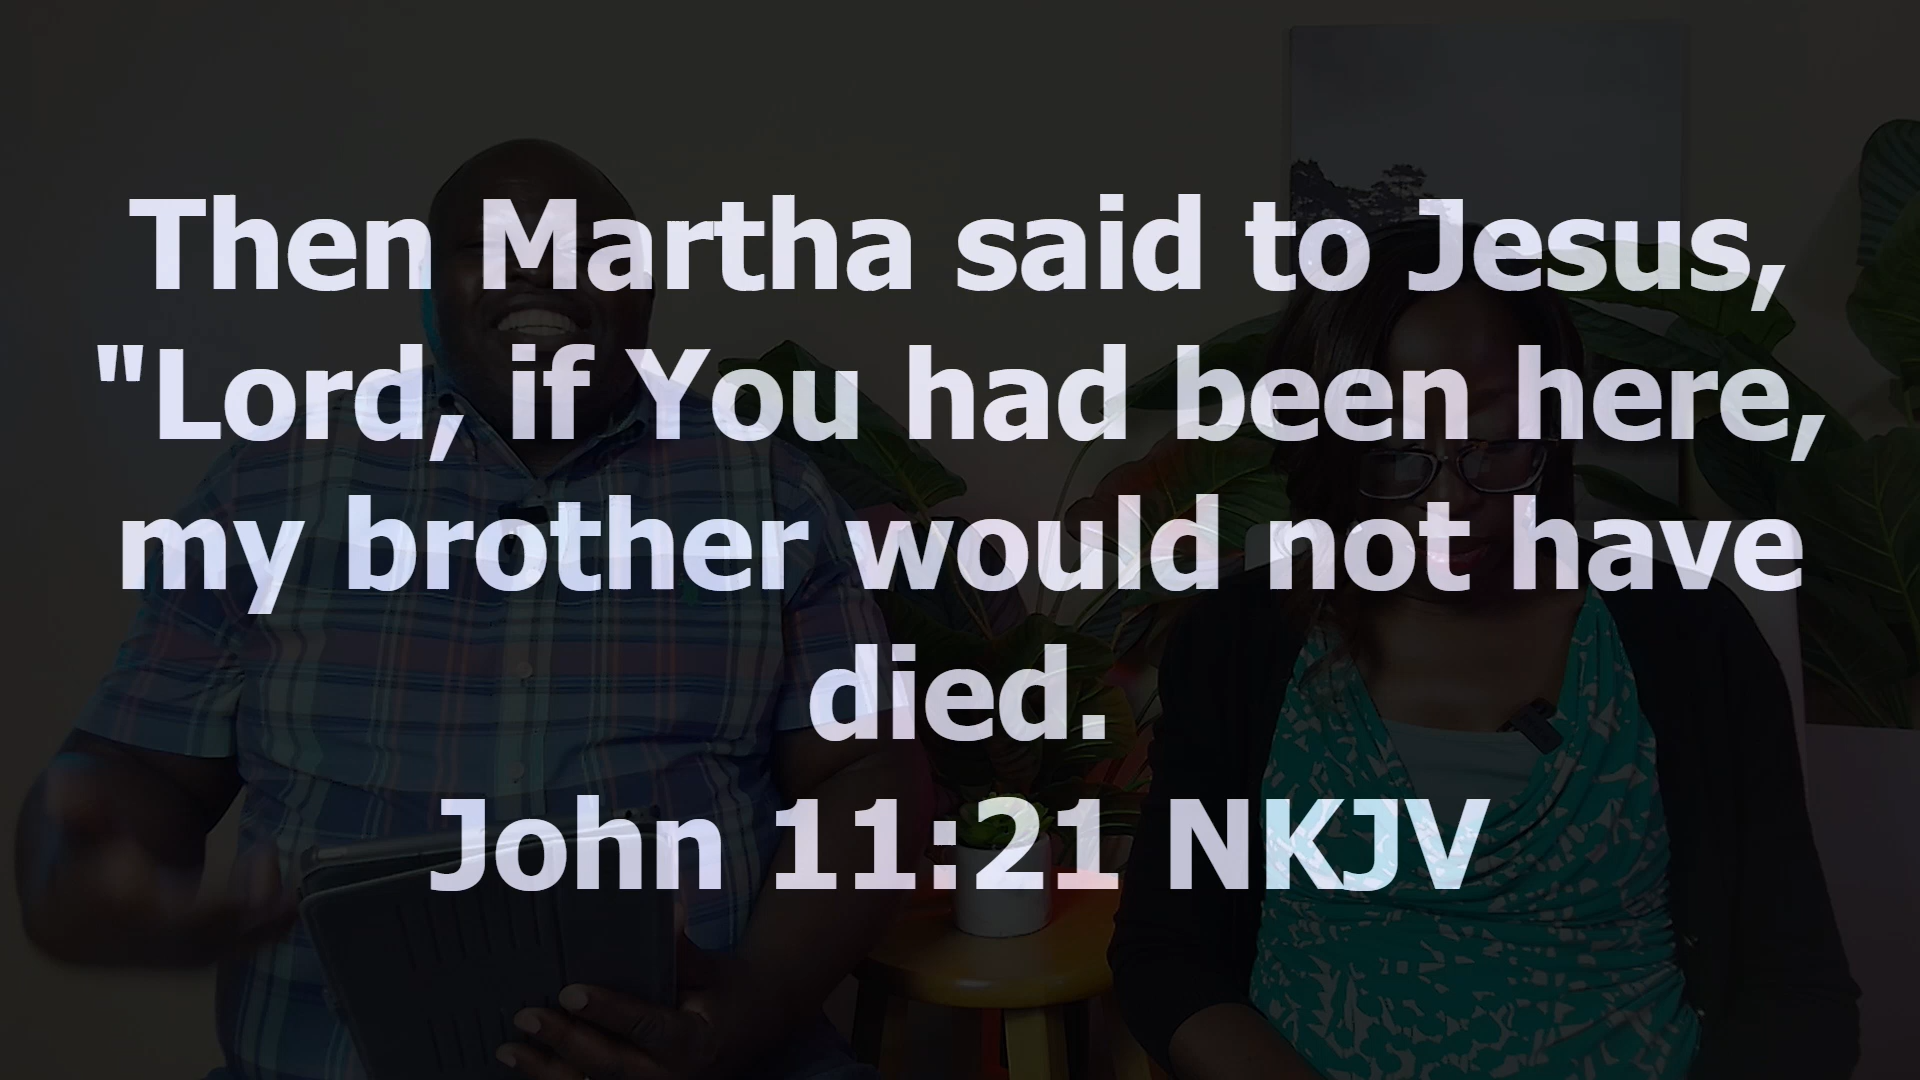 Then Martha said to Jesus,
"Lord, if You had been here,
my brother would not have
died.
John 11:21 NKJV